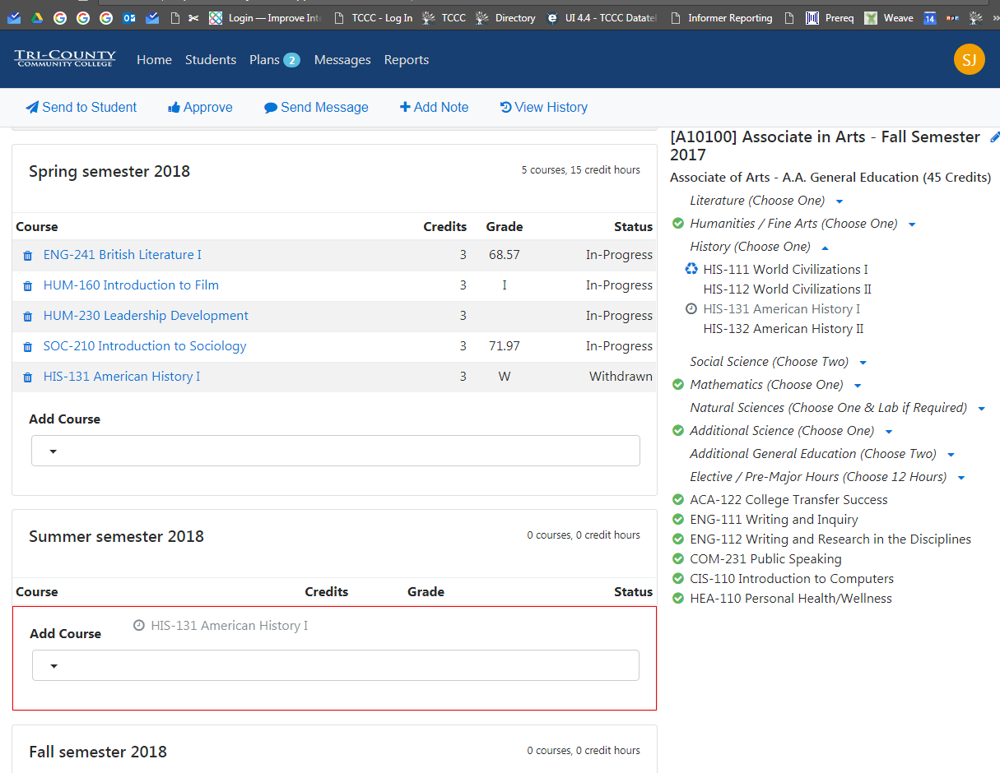 Login — Improve Inte
TCCC - Log In
TCCC
Directory
UI 4.4 - TCCC Datatel
Informer Reporting
Prereq
Weave
14
TRI-COUNTY
COMMUNITY COLLEGE
Home
Students
Plans 2
Messages
Reports
SJ
Send to Student
Approve
Send Message
Add Note
View History
Spring semester 2018
5 courses, 15 credit hours
Course Credits Grade Status
ENG-241 British Literature I 3 68.57 In-Progress
HUM-160 Introduction to Film 3 I In-Progress
HUM-230 Leadership Development 3 In-Progress
SOC-210 Introduction to Sociology 3 71.97 In-Progress
HIS-131 American History I 3 W Withdrawn
Add Course
Summer semester 2018
0 courses, 0 credit hours
Course Credits Grade Status
HIS-131 American History I
Add Course
Fall semester 2018
0 courses, 0 credit hours
[A10100] Associate in Arts - Fall Semester
2017
Associate of Arts - A.A. General Education (45 Credits)
Literature (Choose One)
Humanities / Fine Arts (Choose One)
History (Choose One)
HIS-111 World Civilizations I
HIS-112 World Civilizations II
HIS-131 American History I
HIS-132 American History II
Social Science (Choose Two)
Mathematics (Choose One)
Natural Sciences (Choose One & Lab if Required)
Additional Science (Choose One)
Additional General Education (Choose Two)
Elective / Pre-Major Hours (Choose 12 Hours)
ACA-122 College Transfer Success
ENG-111 Writing and Inquiry
ENG-112 Writing and Research in the Disciplines
COM-231 Public Speaking
CIS-110 Introduction to Computers
HEA-110 Personal Health/Wellness